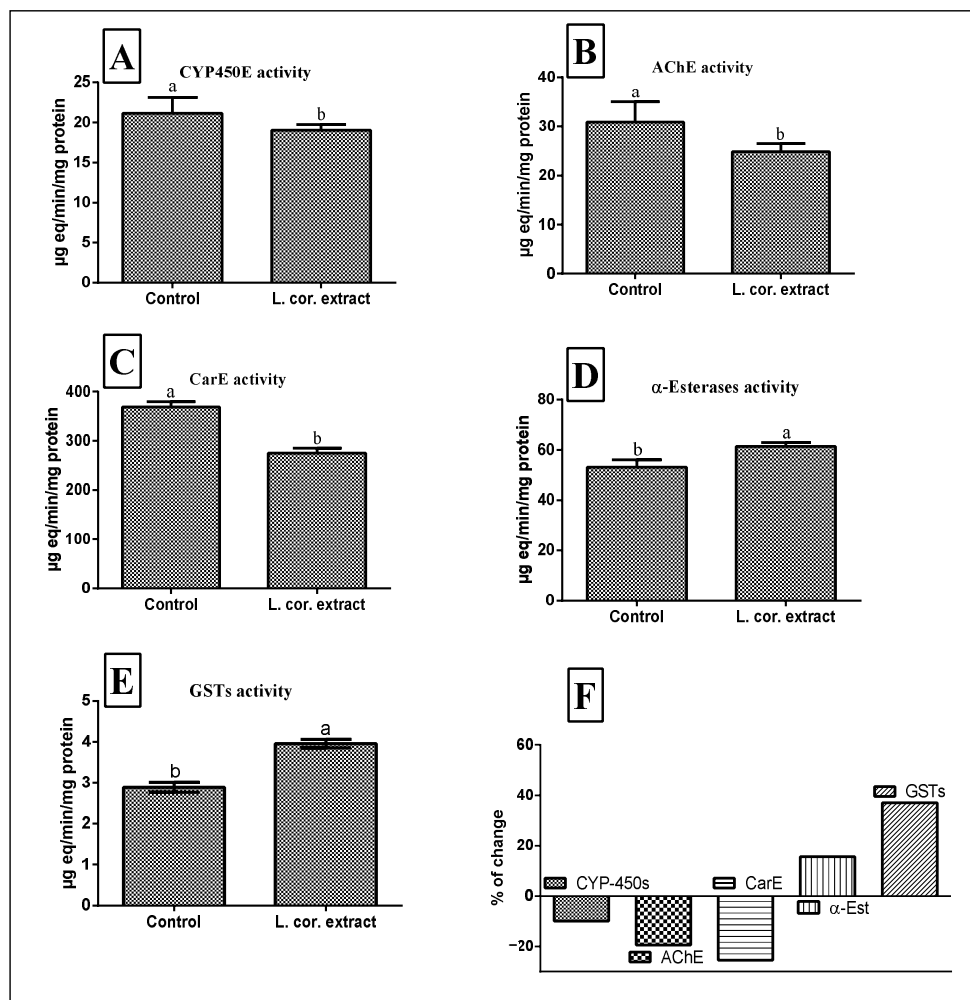 A
CYP450E activity
µg eq/min/mg protein
25
20
15
10
5
0
a
b
Control
L. cor. extract
B
AChE activity
µg eq/min/mg protein
40
30
20
10
0
a
b
Control
L. cor. extract
C
CarE activity
µg eq/min/mg protein
400
300
200
100
0
a
b
Control
L. cor. extract
D
α-Esterases activity
µg eq/min/mg protein
60
40
20
0
80
b
a
Control
L. cor. extract
E
GSTs activity
µg eq/min/mg protein
5
4
3
2
1
0
b
a
Control
L. cor. extract
F
% of change
60
40
20
0
−20
CYP-450s
AChE
CarE
α-Est
GSTs